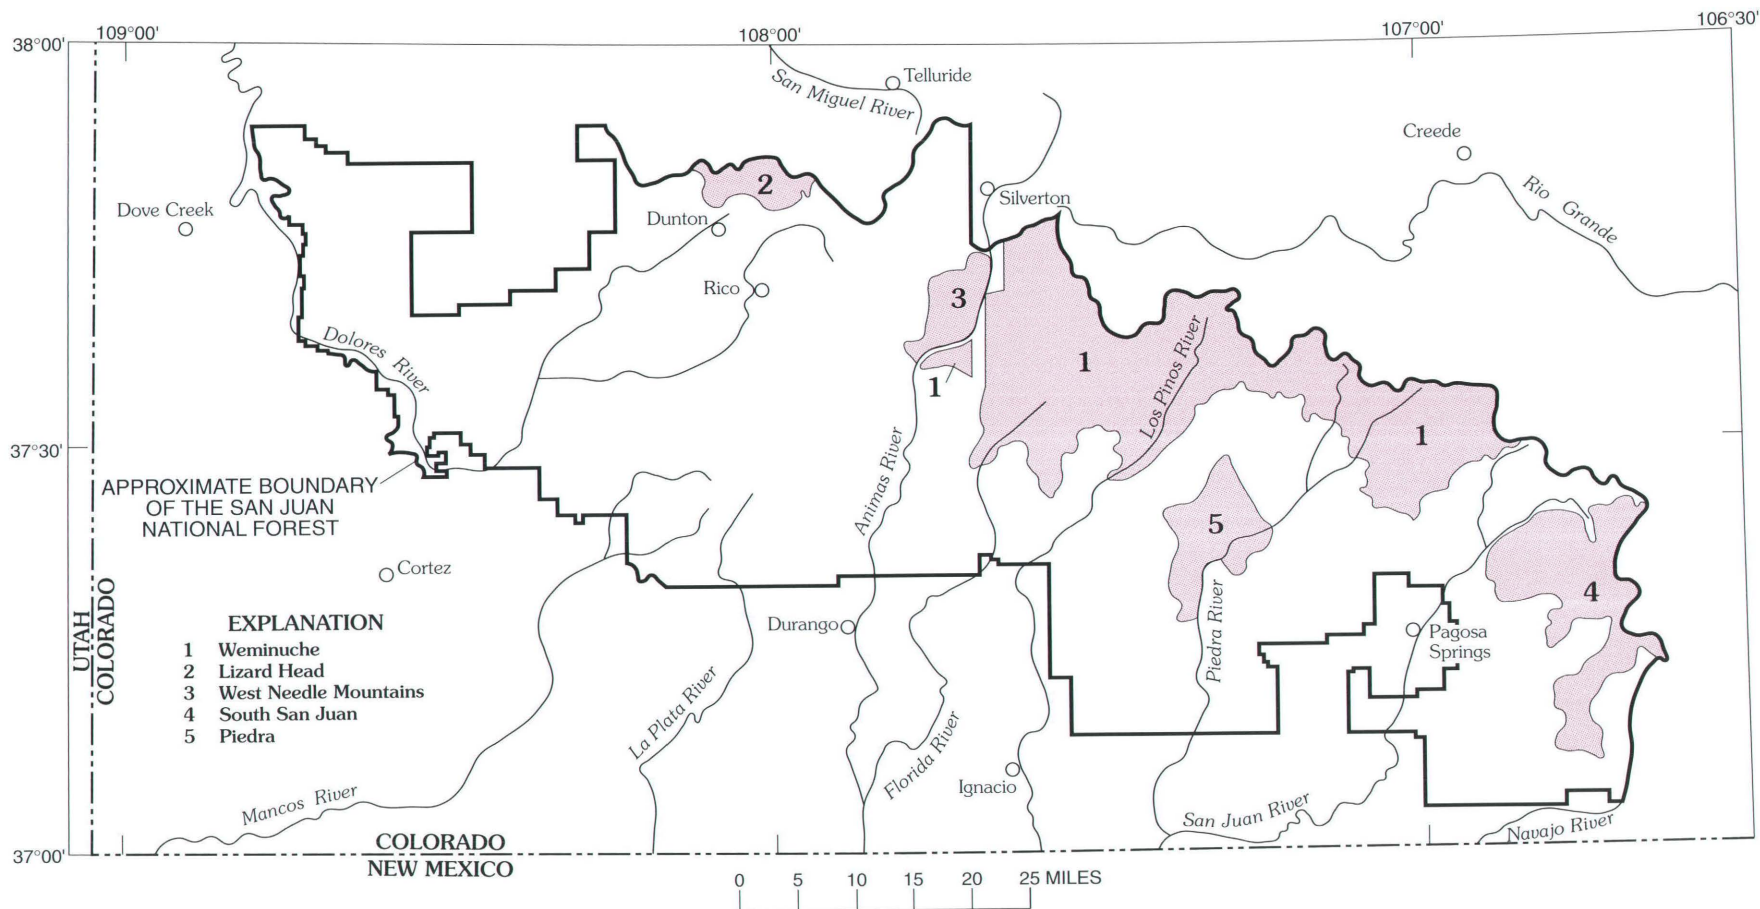 109°00'
108°00'
107°00'
106°30'
38°00'
Telluride
San Miguel River
Creede
2
Silverton
Rio Grande
Dove Creek
Dunton
Rico
3
Dolores River
1
1
Los Pinos River
37°30'
1
Animas River
APPROXIMATE BOUNDARY
OF THE SAN JUAN
NATIONAL FOREST
5
Cortez
4
UTAH
COLORADO
EXPLANATION
1 Weminuche
2 Lizard Head
3 West Needle Mountains
4 South San Juan
5 Piedra
Durango
Piedra River
Pagosa
Springs
La Plata River
Florida River
Ignacio
Mancos River
San Juan River
Navajo River
37°00'
COLORADO
NEW MEXICO
0 5 10 15 20 25 MILES